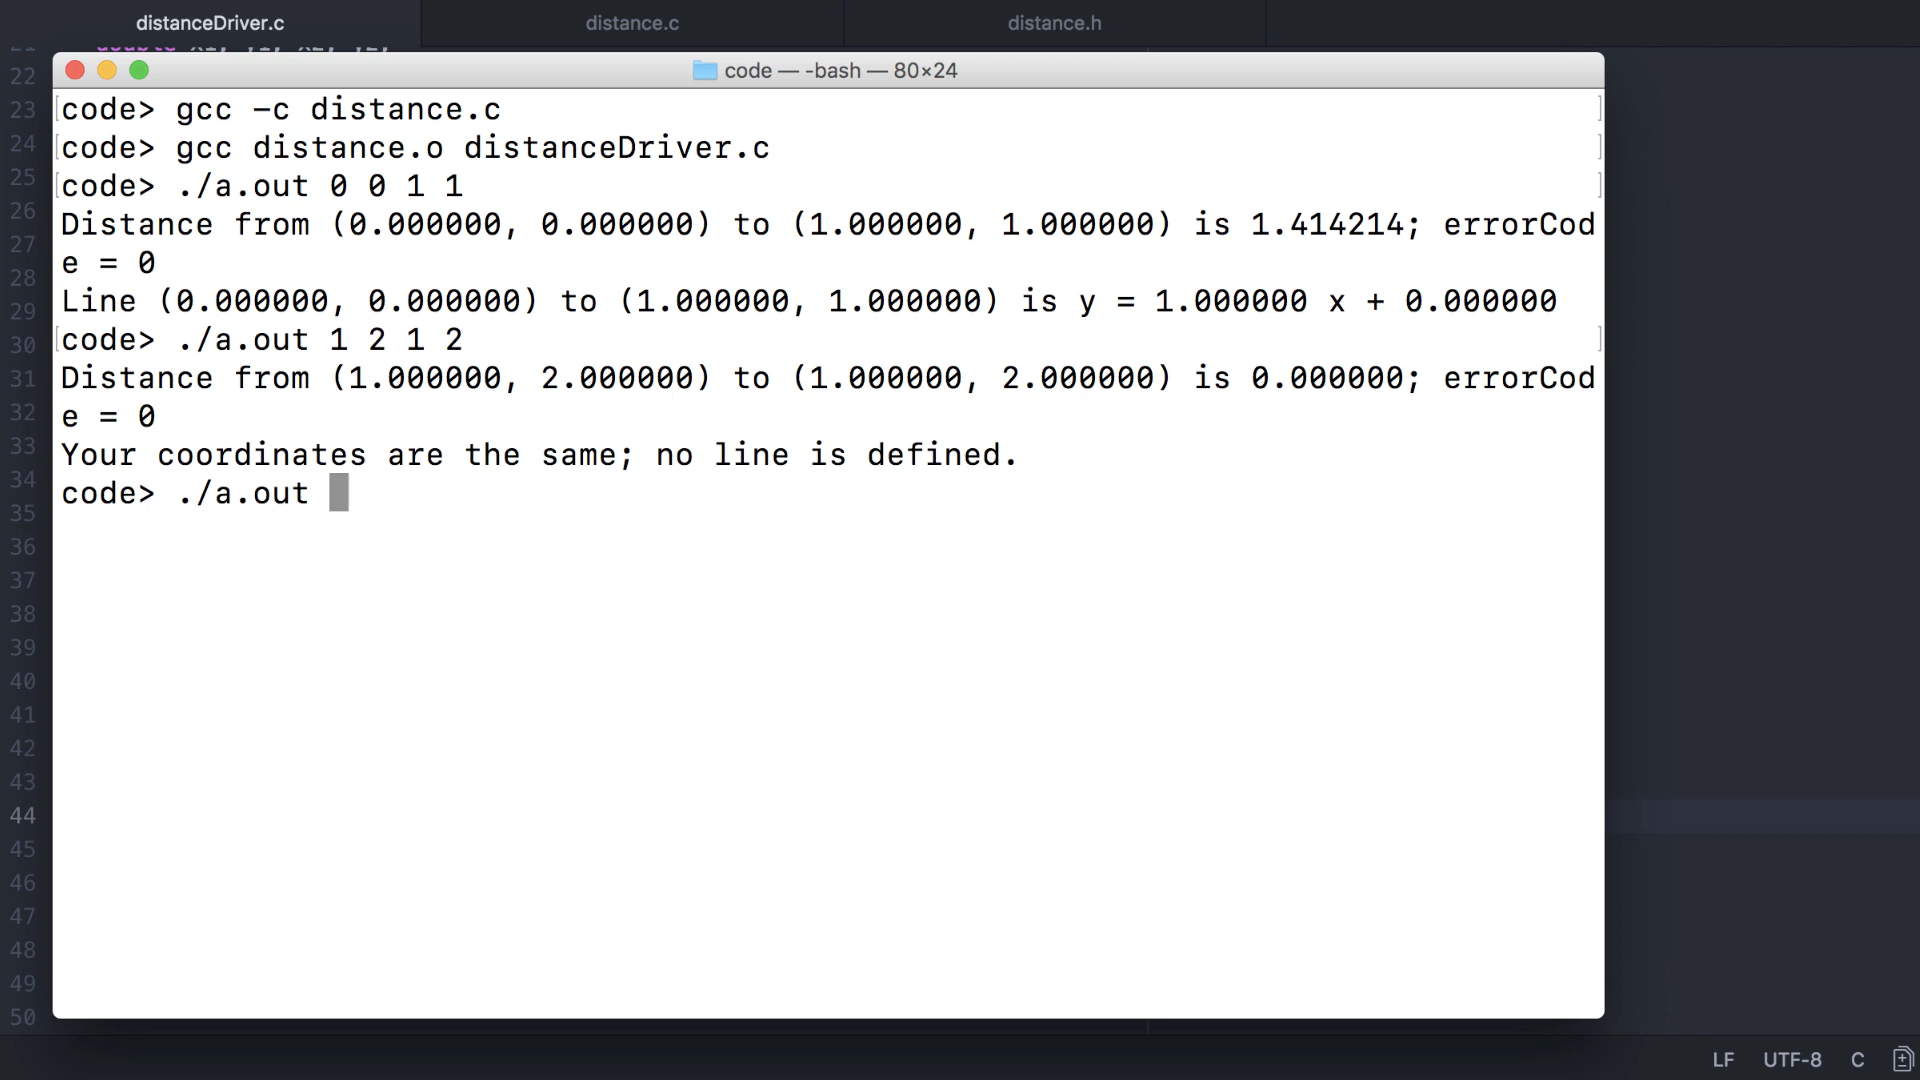 distanceDriver.c distance.c distance.h
code — -bash — 80×24
22
23
24
25
26
27
28
29
30
31
32
33
34
35
36
37
38
39
40
41
42
43
44
45
46
47
48
49
50
code> gcc -c distance.c
code> gcc distance.o distanceDriver.c
code> ./a.out 0 0 1 1
Distance from (0.000000, 0.000000) to (1.000000, 1.000000) is 1.414214; errorCod
e = 0
Line (0.000000, 0.000000) to (1.000000, 1.000000) is y = 1.000000 x + 0.000000
code> ./a.out 1 2 1 2
Distance from (1.000000, 2.000000) to (1.000000, 2.000000) is 0.000000; errorCod
e = 0
Your coordinates are the same; no line is defined.
code> ./a.out
LF UTF-8 C